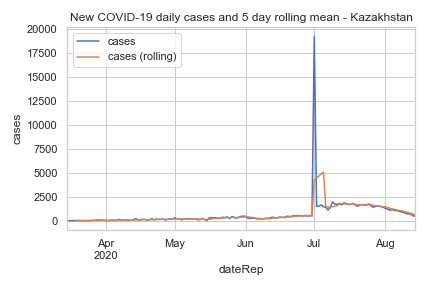 New COVID-19 daily cases and 5 day rolling mean - Kazakhstan
cases
cases (rolling)
20000
17500
15000
12500
10000
7500
5000
2500
0
cases
Apr
2020
May
Jun
Jul
Aug
dateRep